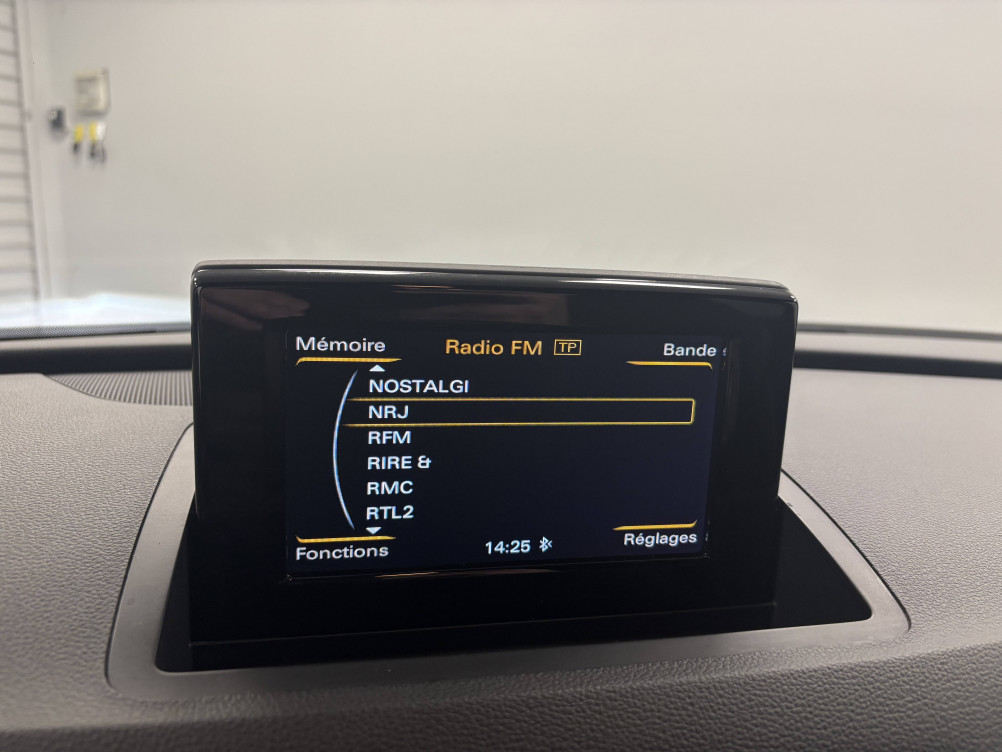 Mémoire Radio FM TP Bande
NOSTALGI
NRJ
RFM
RIRE &
RMC
RTL2
Fonctions 14:25 Réglages